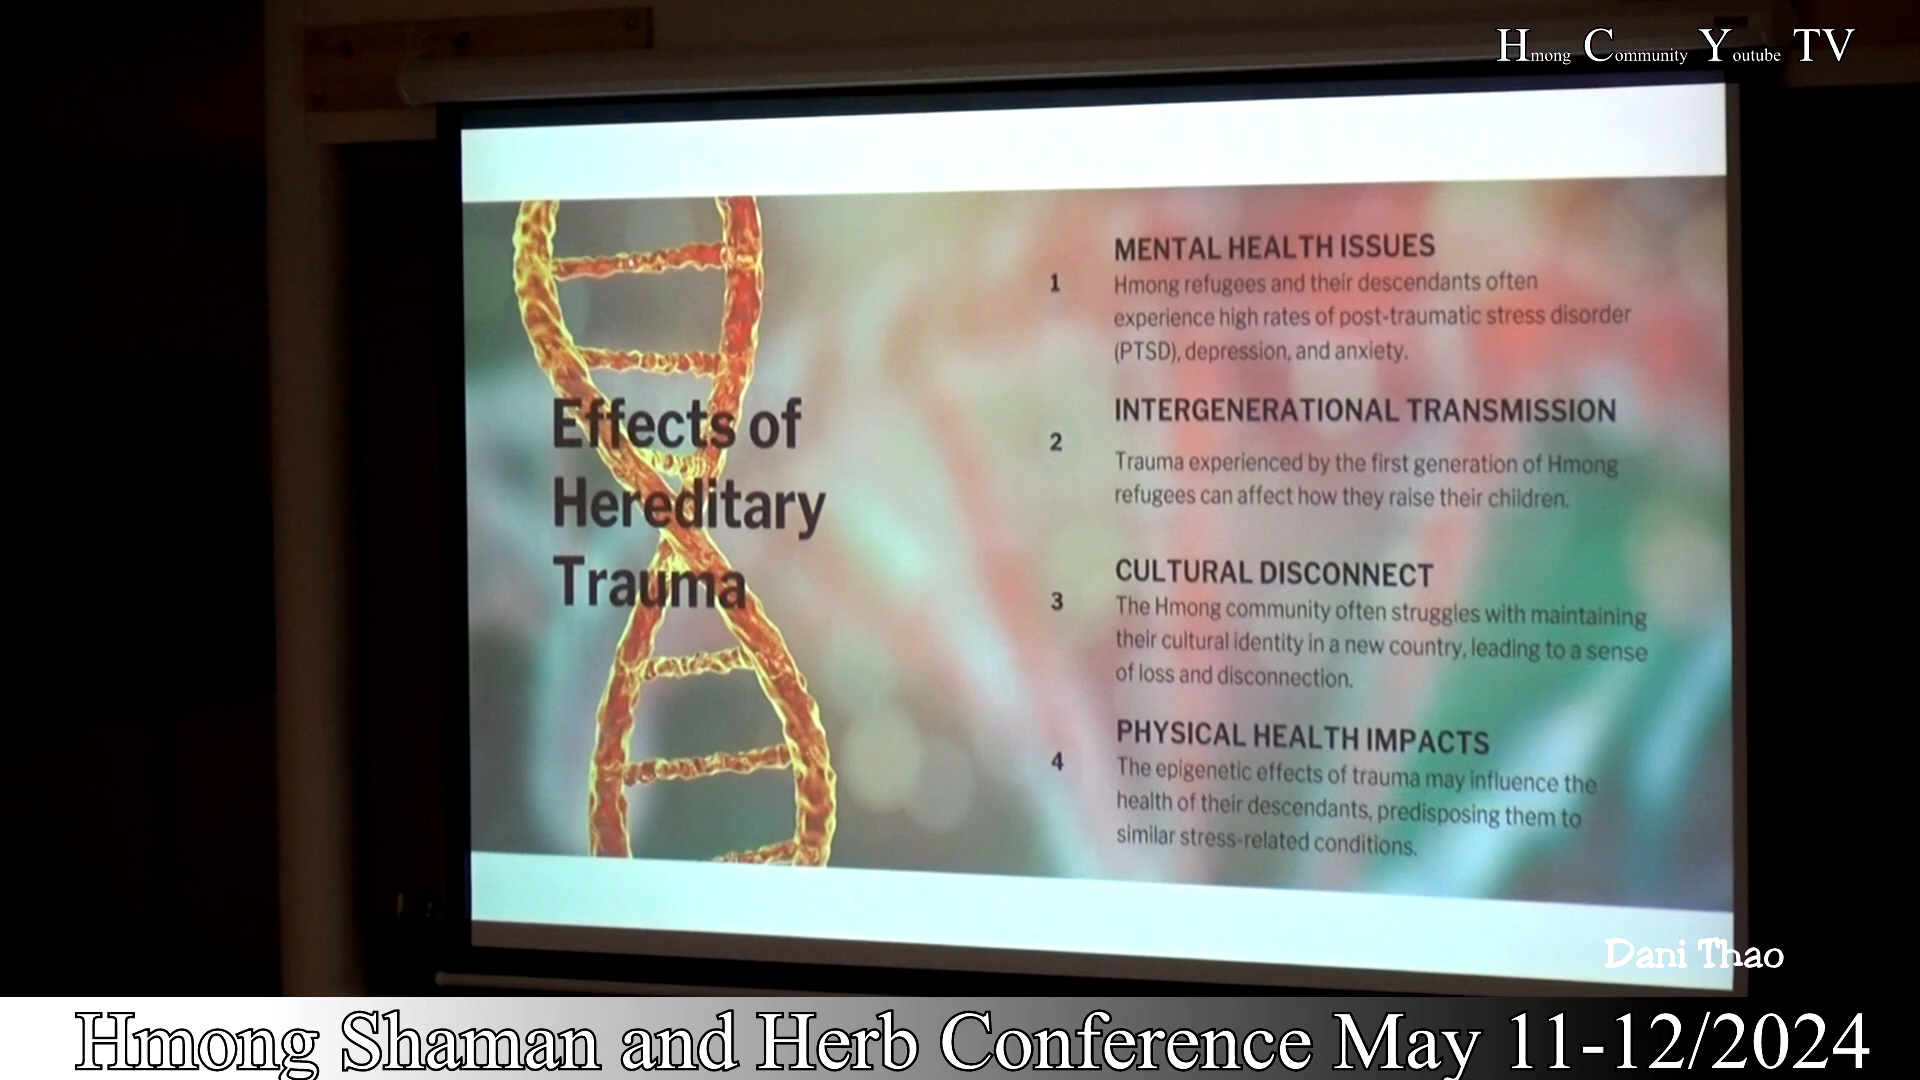 Hmong Community Youtube TV
Effects of
Hereditary
Trauma
1
MENTAL HEALTH ISSUES
Hmong refugees and their descendants often
experience high rates of post-traumatic stress disorder
(PTSD), depression, and anxiety.
2
INTERGENERATIONAL TRANSMISSION
Trauma experienced by the first generation of Hmong
refugees can affect how they raise their children.
3
CULTURAL DISCONNECT
The Hmong community often struggles with maintaining
their cultural identity in a new country, leading to a sense
of loss and disconnection.
4
PHYSICAL HEALTH IMPACTS
The epigenetic effects of trauma may influence the
health of their descendants, predisposing them to
similar stress-related conditions.
Dani Thao
Hmong Shaman and Herb Conference May 11-12/2024